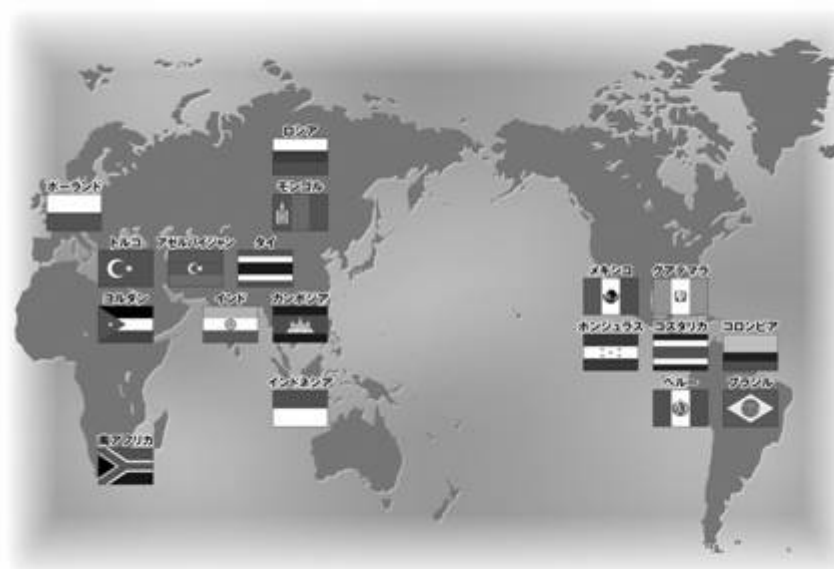 ロシア
ポーランド
モンゴル
トルコ アゼルバイジャン タイ
メキシコ グアテマラ
ヨルダン インド カンボジア
ホンジュラス コスタリカ コロンビア
インドネシア
ペルー ブラジル
南アフリカ